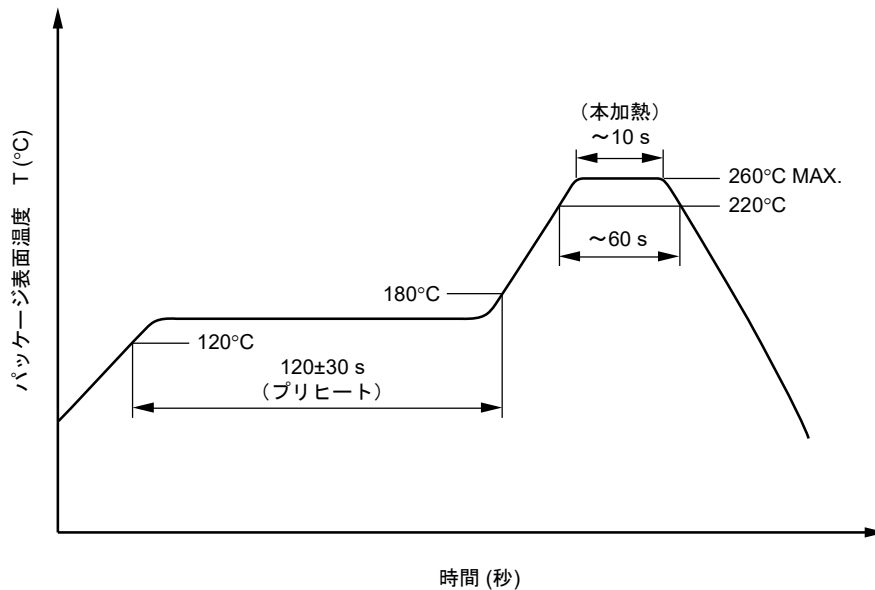 （本加熱）
～10 s
260°C MAX.
220°C
～60 s
180°C
120°C
120±30 s
（プリヒート）
パッケージ表面温度 T (°C)
時間 (秒)